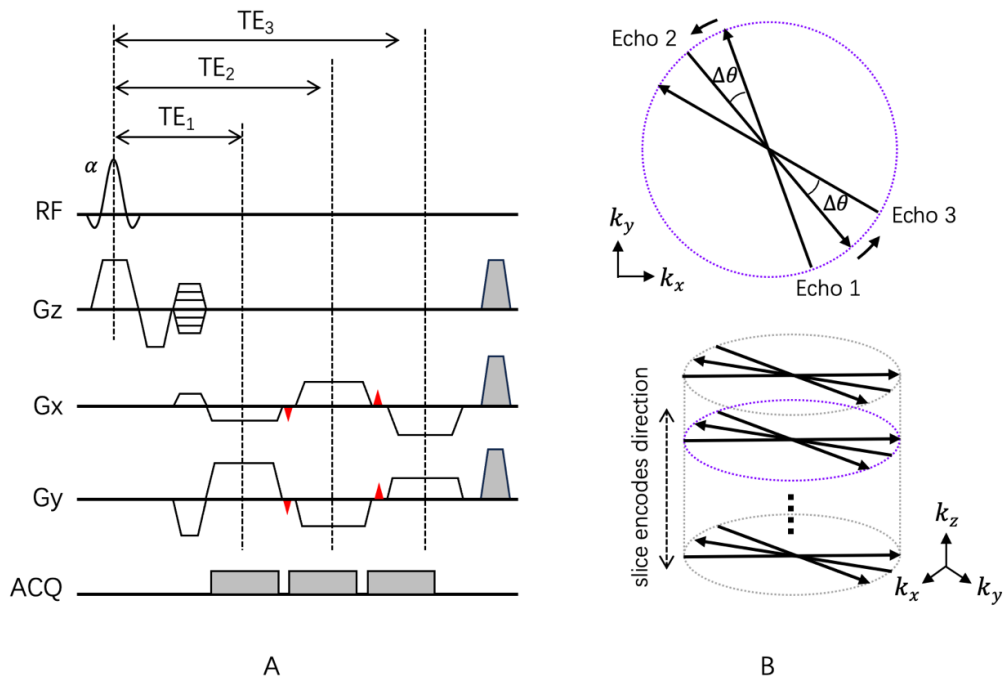 TE3
TE2
TE1
α
RF
Gz
Gx
Gy
ACQ
A
Echo 2
Δθ
Δθ
Echo 3
Echo 1
ky
kx
slice encodes direction
kz
kx
ky
B